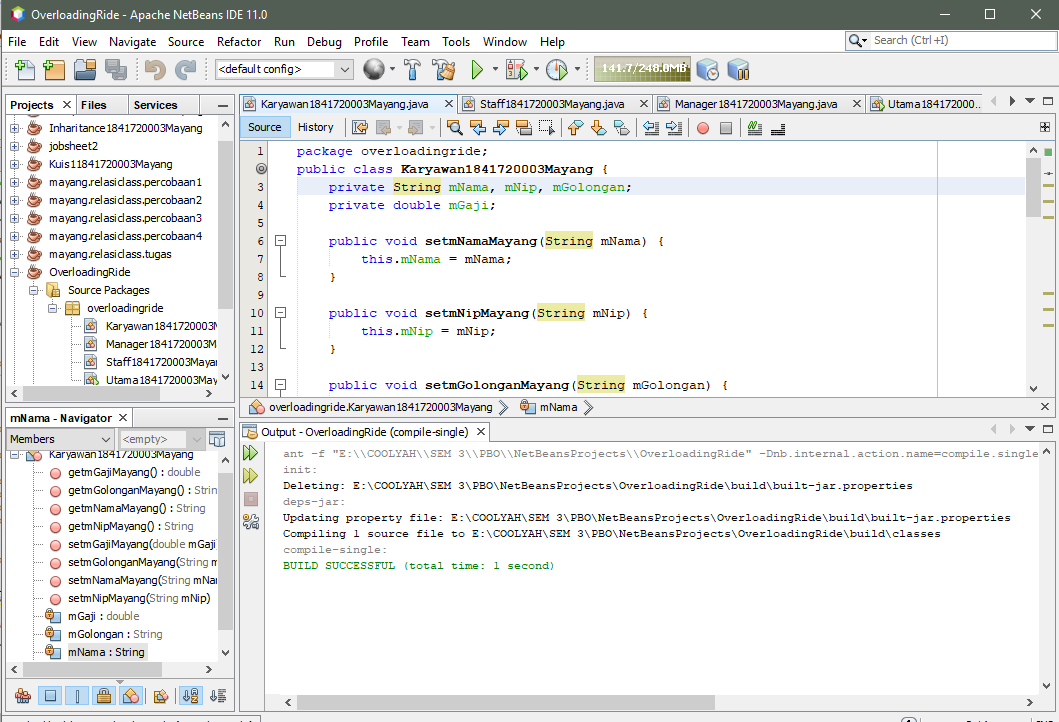 OverloadingRide - Apache NetBeans IDE 11.0
File Edit View Navigate Source Refactor Run Debug Profile Team Tools Window Help
Search (Ctrl+I)
<default config>
141.7/248.0MB
Projects Files Services
Inheritance1841720003Mayang
jobsheet2
Kuis11841720003Mayang
mayang.relasiclass.percobaan1
mayang.relasiclass.percobaan2
mayang.relasiclass.percobaan3
mayang.relasiclass.percobaan4
mayang.relasiclass.tugas
OverloadingRide
Source Packages
overloadingride
Karyawan1841720003M
Manager1841720003M
Staff1841720003Mayan
Utama1841720003May
mNama - Navigator
Members <empty>
Karyawan1841720003Mayang
getmGajiMayang() : double
getmGolonganMayang() : Strin
getmNamaMayang() : String
getmNipMayang() : String
setmGajiMayang(double mGaji
setmGolonganMayang(String m
setmNamaMayang(String mNar
setmNipMayang(String mNip)
mGaji : double
mGolongan : String
mNama : String
Karyawan1841720003Mayang.java Staff1841720003Mayang.java Manager1841720003Mayang.java Utama184172000...
Source History
1 package overloadingride;
public class Karyawan1841720003Mayang {
3 private String mNama, mNip, mGolongan;
4 private double mGaji;
5
6 public void setmNamaMayang(String mNama) {
7 this.mNama = mNama;
8 }
9
10 public void setmNipMayang(String mNip) {
11 this.mNip = mNip;
12 }
13
14 public void setmGolonganMayang(String mGolongan) {
overloadingride.Karyawan1841720003Mayang mNama
Output - OverloadingRide (compile-single)
ant -f "E:\\COOLYAH\\SEM 3\\PBO\\NetBeansProjects\\OverloadingRide" -Dnb.internal.action.name=compile.single
init:
Deleting: E:\COOLYAH\SEM 3\PBO\NetBeansProjects\OverloadingRide\build\built-jar.properties
deps-jar:
Updating property file: E:\COOLYAH\SEM 3\PBO\NetBeansProjects\OverloadingRide\build\built-jar.properties
Compiling 1 source file to E:\COOLYAH\SEM 3\PBO\NetBeansProjects\OverloadingRide\build\classes
compile-single:
BUILD SUCCESSFUL (total time: 1 second)